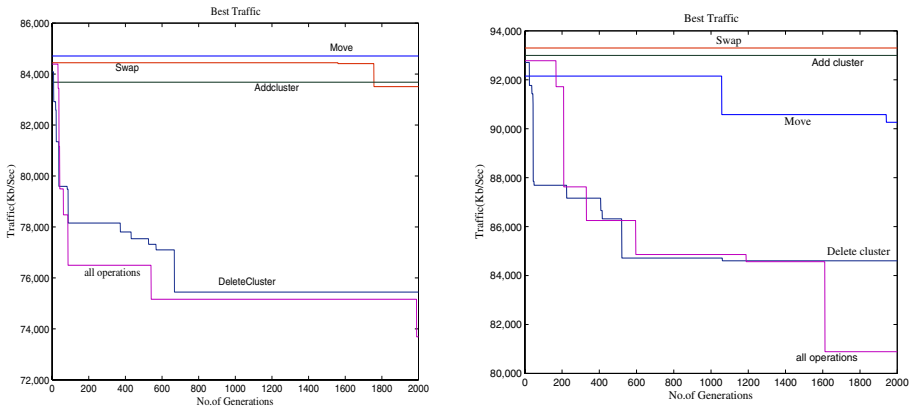 Best Traffic
86,000
84,000
82,000
80,000
78,000
76,000
74,000
72,000
Traffic(Kb/Sec)
Move
Swap
Addcluster
all operations
DeleteCluster
0 200 400 600 800 1000 1200 1400 1600 1800 2000
No.of Generations
Best Traffic
94,000
92,000
90,000
88,000
86,000
84,000
82,000
80,000
Traffic(Kb/Sec)
Swap
Add cluster
Move
Delete cluster
all operations
0 200 400 600 800 1000 1200 1400 1600 1800 2000
No.of Generations